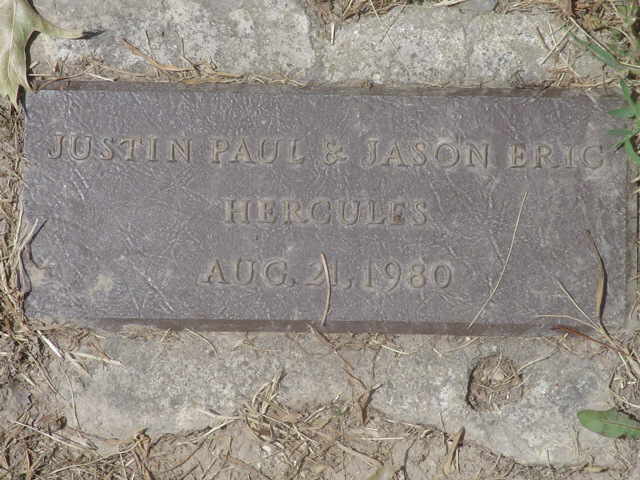 JUSTIN PAUL & JASON ERIC
HERCULES
AUG. 21, 1980